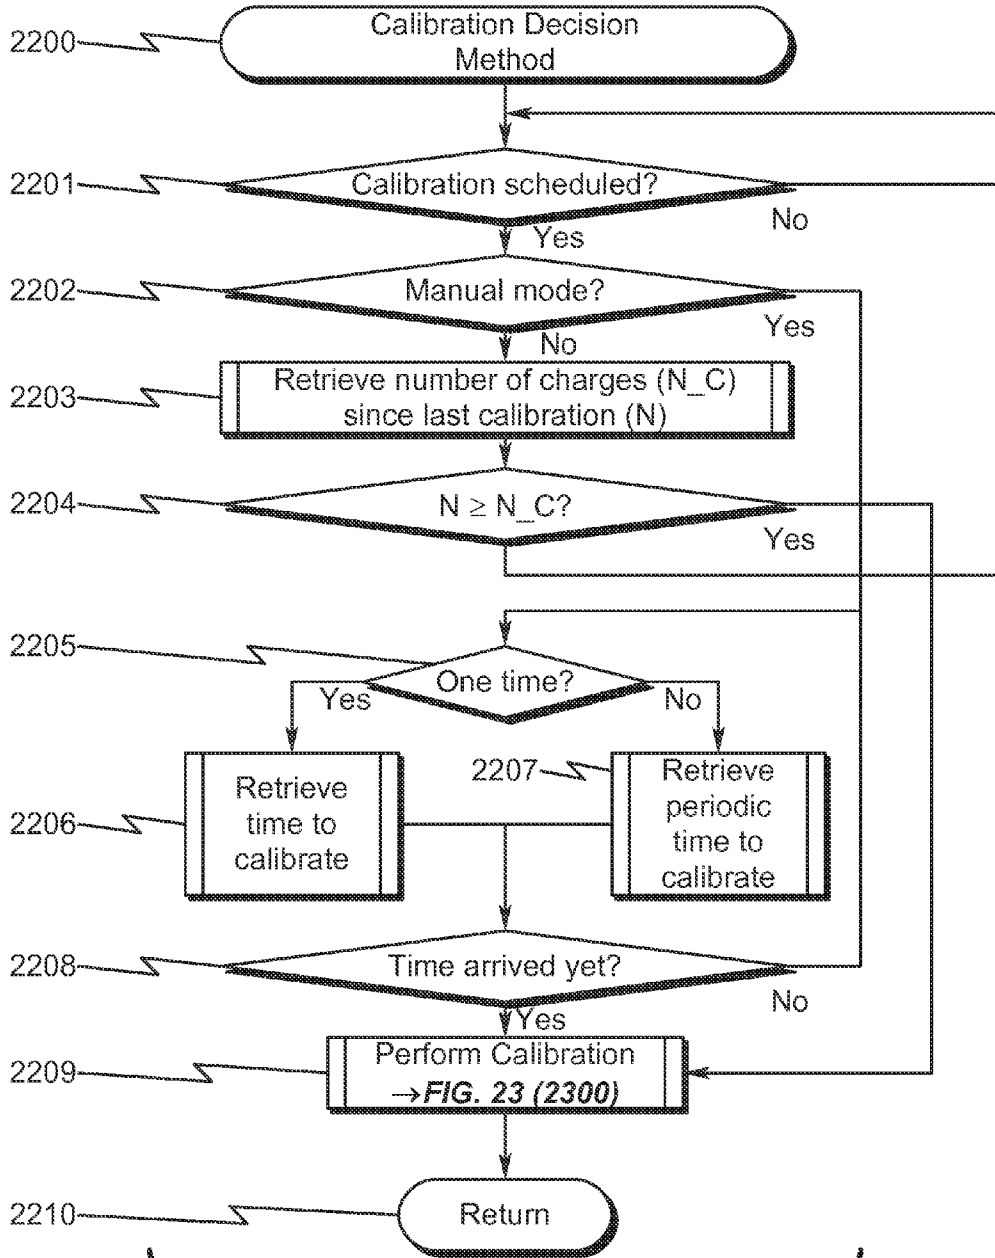 2200
Calibration Decision
Method
2201
Calibration scheduled?
No
Yes
2202
Manual mode?
Yes
No
2203
Retrieve number of charges (N_C)
since last calibration (N)
2204
N ≥ N_C?
Yes
2205
One time?
Yes
No
2206
Retrieve
time to
calibrate
2207
Retrieve
periodic
time to
calibrate
2208
Time arrived yet?
No
Yes
2209
Perform Calibration
→FIG. 23 (2300)
2210
Return